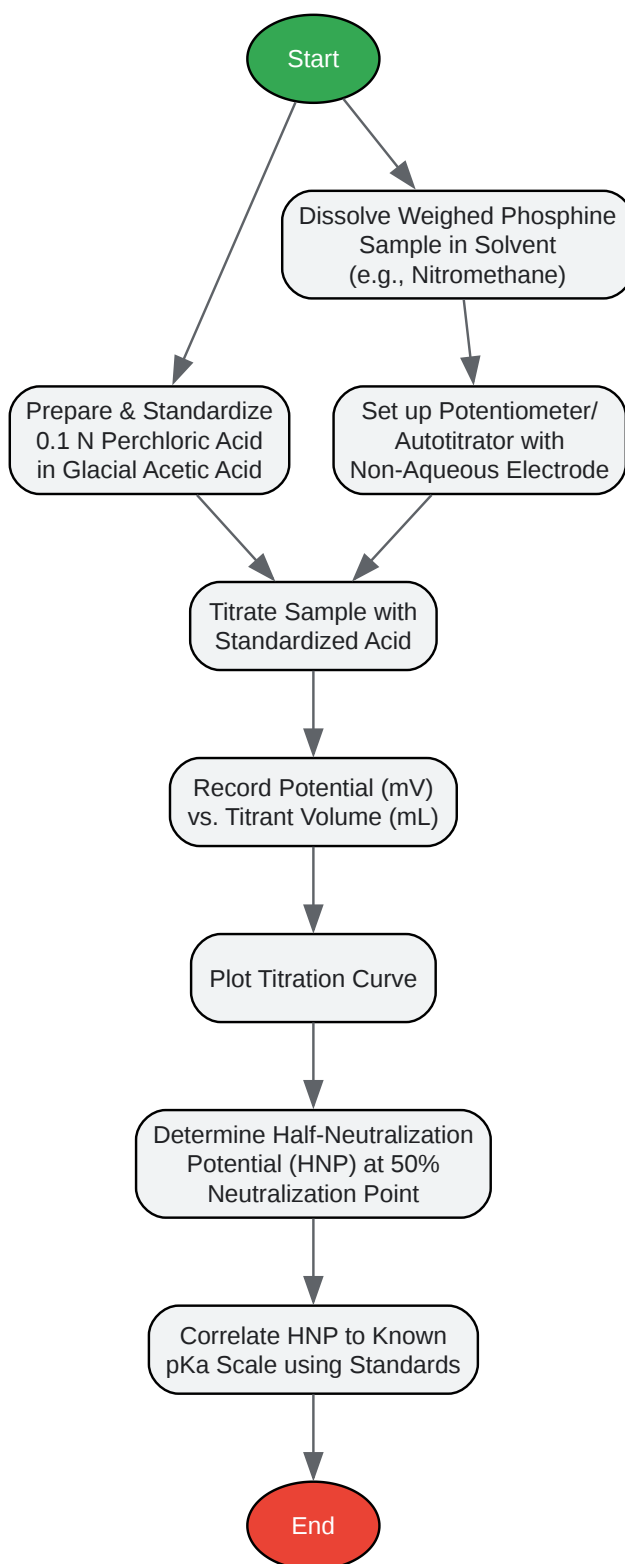 Start
Dissolve Weighed Phosphine
Sample in Solvent
(e.g., Nitromethane)
Prepare & Standardize
0.1 N Perchloric Acid
in Glacial Acetic Acid
Set up Potentiometer/
Autotitrator with
Non-Aqueous Electrode
Titrate Sample with
Standardized Acid
Record Potential (mV)
vs. Titrant Volume (mL)
Plot Titration Curve
Determine Half-Neutralization
Potential (HNP) at 50%
Neutralization Point
Correlate HNP to Known
pKa Scale using Standards
End